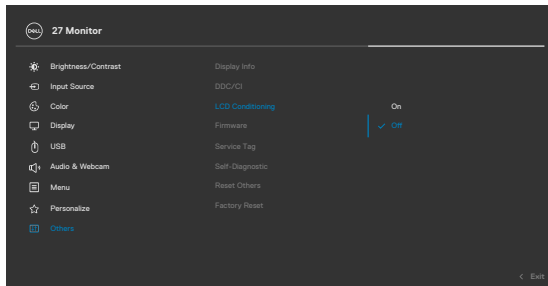 DELL 27 Monitor
Brightness/Contrast
Input Source
Color
Display
USB
Audio & Webcam
Menu
Personalize
Others
Display Info
DDC/CI
LCD Conditioning
Firmware
Service Tag
Self-Diagnostic
Reset Others
Factory Reset
On
Off
Exit